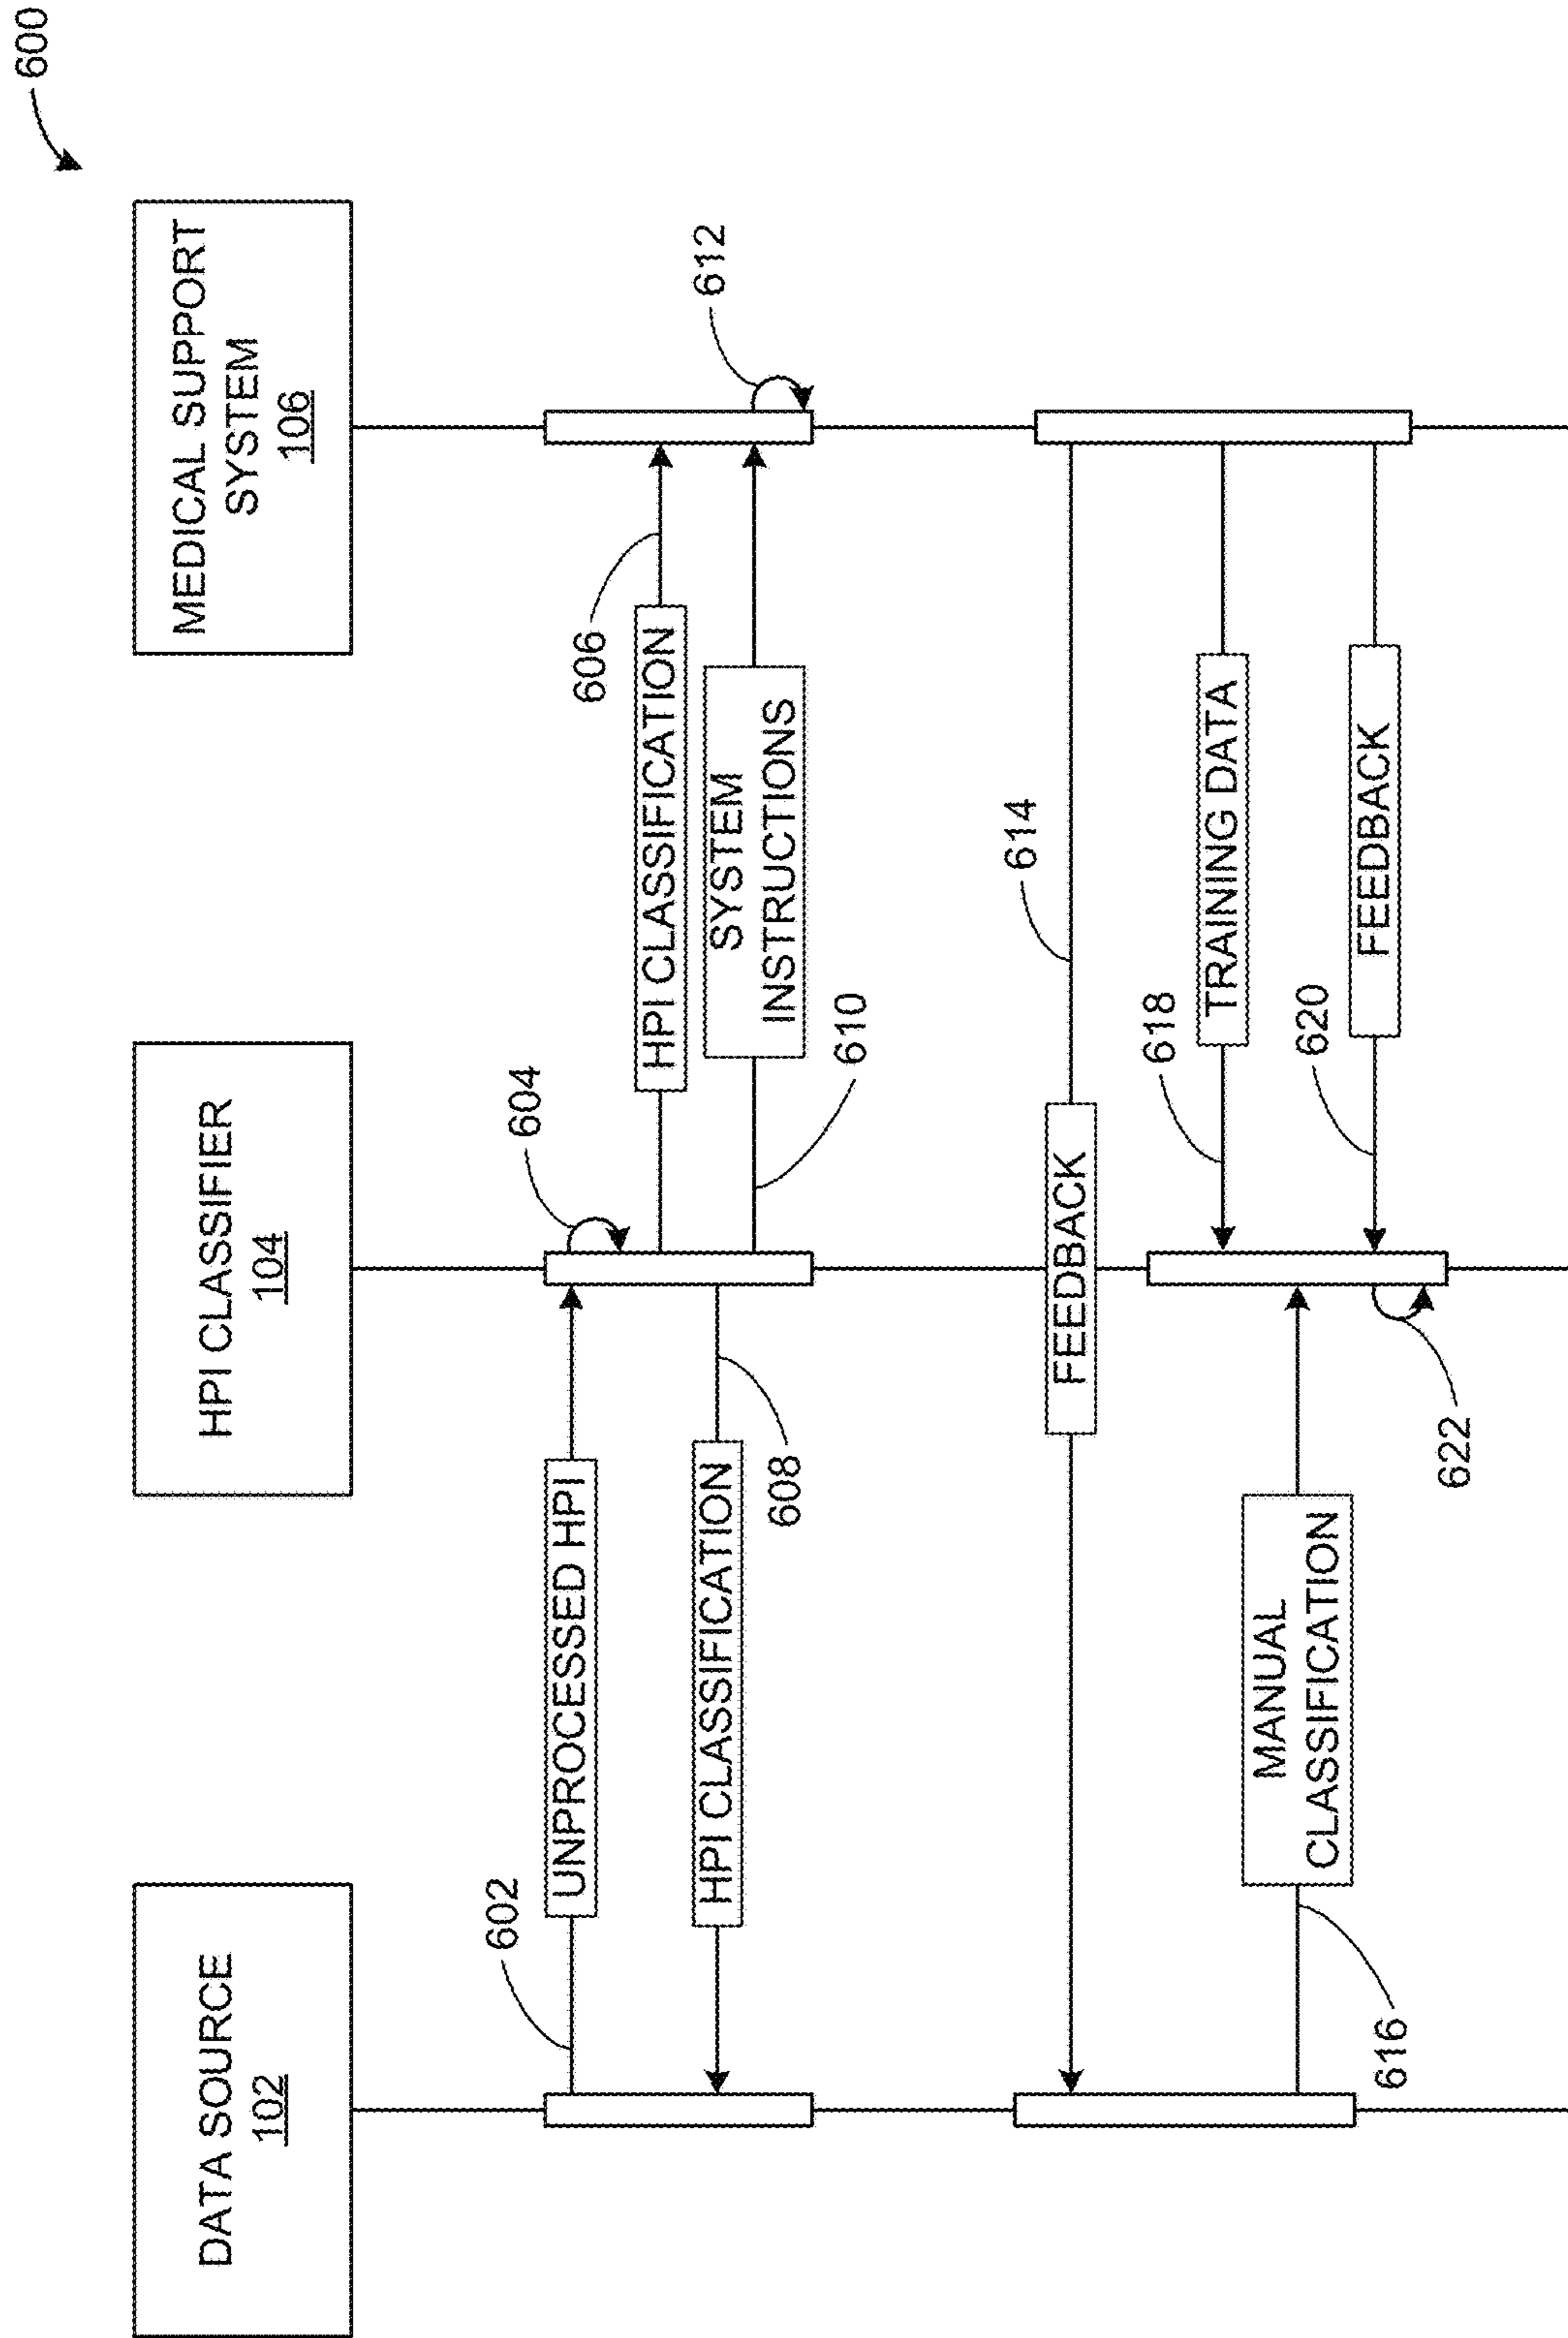 600
DATA SOURCE
102
HPI CLASSIFIER
104
MEDICAL SUPPORT
SYSTEM
106
602
UNPROCESSED HPI
604
606
HPI CLASSIFICATION
HPI CLASSIFICATION
608
SYSTEM
INSTRUCTIONS
610
612
614
FEEDBACK
618
TRAINING DATA
MANUAL
CLASSIFICATION
616
620
FEEDBACK
622